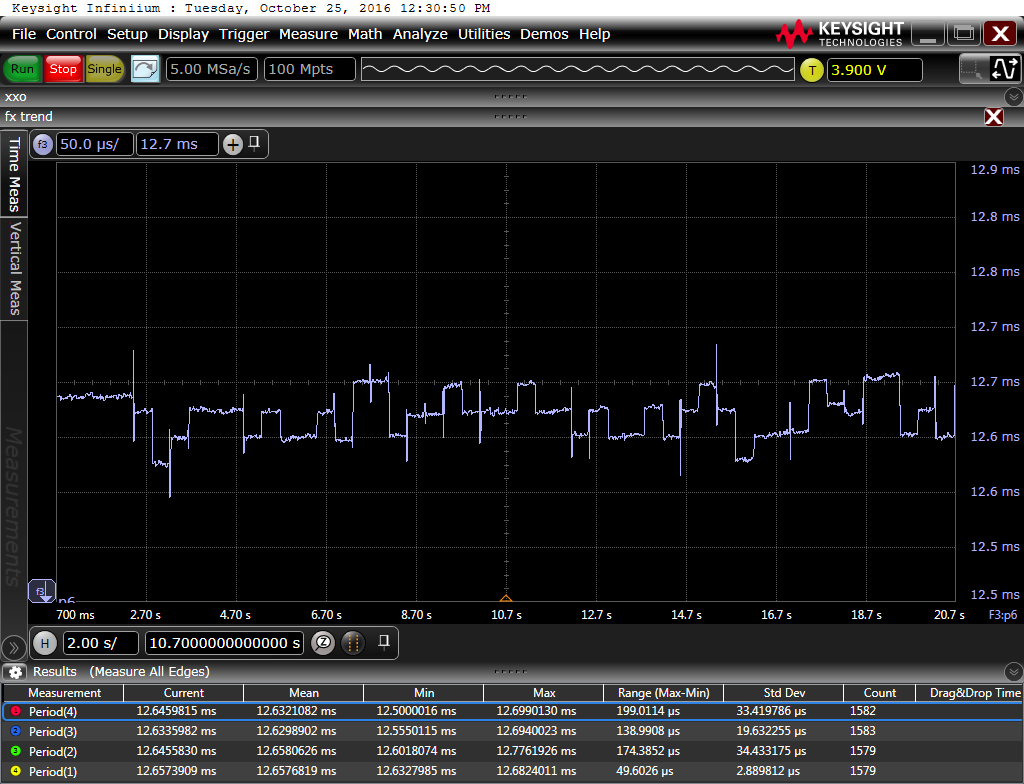 Keysight Infiniium : Tuesday, October 25, 2016 12:30:50 PM
File Control Setup Display Trigger Measure Math Analyze Utilities Demos Help
KEYSIGHT
TECHNOLOGIES
Run Stop Single 5.00 MSa/s 100 Mpts T 3.900 V
xxo
fx trend
Time Meas
Vertical Meas
Measurements
f3 50.0 µs/ 12.7 ms
12.9 ms
12.8 ms
12.8 ms
12.7 ms
12.7 ms
12.6 ms
12.6 ms
12.5 ms
12.5 ms
f3 p6
700 ms 2.70 s 4.70 s 6.70 s 8.70 s 10.7 s 12.7 s 14.7 s 16.7 s 18.7 s 20.7 s F3:p6
H 2.00 s/ 10.7000000000000 s
Results (Measure All Edges)
Measurement Current Mean Min Max Range (Max-Min) Std Dev Count Drag&Drop Time
1 Period(4) 12.6459815 ms 12.6321082 ms 12.5000016 ms 12.6990130 ms 199.0114 µs 33.419786 µs 1582
2 Period(3) 12.6335982 ms 12.6298902 ms 12.5550115 ms 12.6940023 ms 138.9908 µs 19.632255 µs 1583
3 Period(2) 12.6455830 ms 12.6580626 ms 12.6018074 ms 12.7761926 ms 174.3852 µs 34.433175 µs 1579
4 Period(1) 12.6573909 ms 12.6576819 ms 12.6327985 ms 12.6824011 ms 49.6026 µs 2.889812 µs 1579